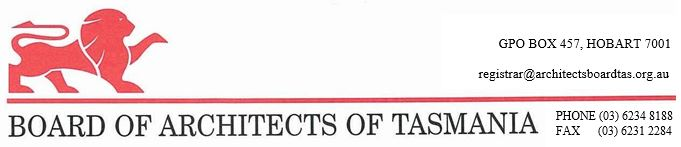 GPO BOX 457, HOBART 7001
registrar@architectsboardtas.org.au
BOARD OF ARCHITECTS OF TASMANIA
PHONE (03) 6234 8188
FAX (03) 6231 2284